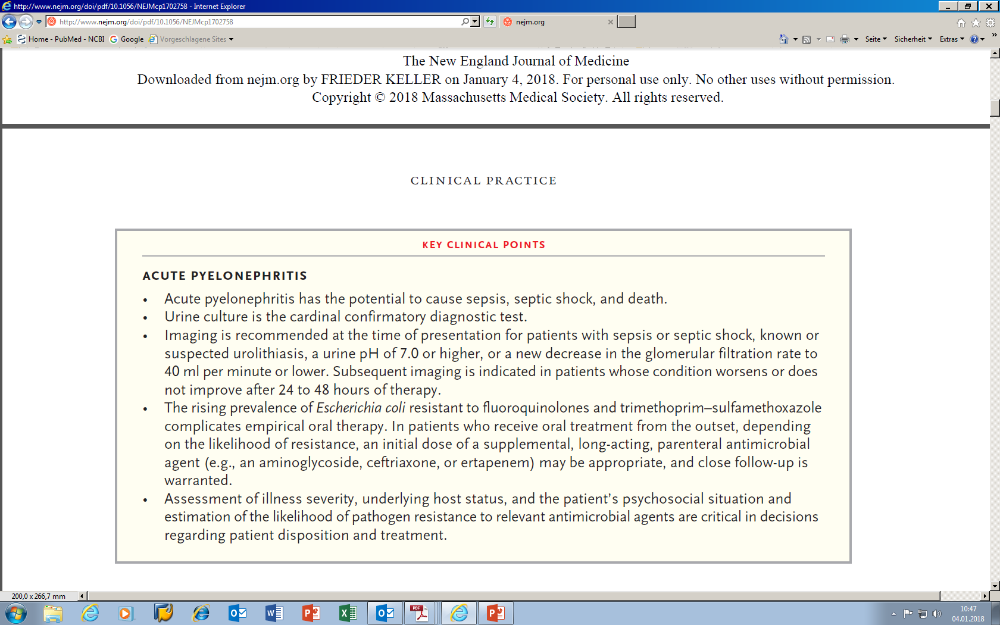 http://www.nejm.org/doi/pdf/10.1056/NEJMcp1702758 - Internet Explorer
http://www.nejm.org/doi/pdf/10.1056/NEJMcp1702758
nejm.org
Home - PubMed - NCBI Google Vorgeschlagene Sites Seite Sicherheit Extras
The New England Journal of Medicine
Downloaded from nejm.org by FRIEDER KELLER on January 4, 2018. For personal use only. No other uses without permission.
Copyright © 2018 Massachusetts Medical Society. All rights reserved.
CLINICAL PRACTICE
KEY CLINICAL POINTS
ACUTE PYELONEPHRITIS
• Acute pyelonephritis has the potential to cause sepsis, septic shock, and death.
• Urine culture is the cardinal confirmatory diagnostic test.
• Imaging is recommended at the time of presentation for patients with sepsis or septic shock, known or
suspected urolithiasis, a urine pH of 7.0 or higher, or a new decrease in the glomerular filtration rate to
40 ml per minute or lower. Subsequent imaging is indicated in patients whose condition worsens or does
not improve after 24 to 48 hours of therapy.
• The rising prevalence of Escherichia coli resistant to fluoroquinolones and trimethoprim–sulfamethoxazole
complicates empirical oral therapy. In patients who receive oral treatment from the outset, depending
on the likelihood of resistance, an initial dose of a supplemental, long-acting, parenteral antimicrobial
agent (e.g., an aminoglycoside, ceftriaxone, or ertapenem) may be appropriate, and close follow-up is
warranted.
• Assessment of illness severity, underlying host status, and the patient’s psychosocial situation and
estimation of the likelihood of pathogen resistance to relevant antimicrobial agents are critical in decisions
regarding patient disposition and treatment.
200,0 x 266,7 mm
PDF
10:47
04.01.2018